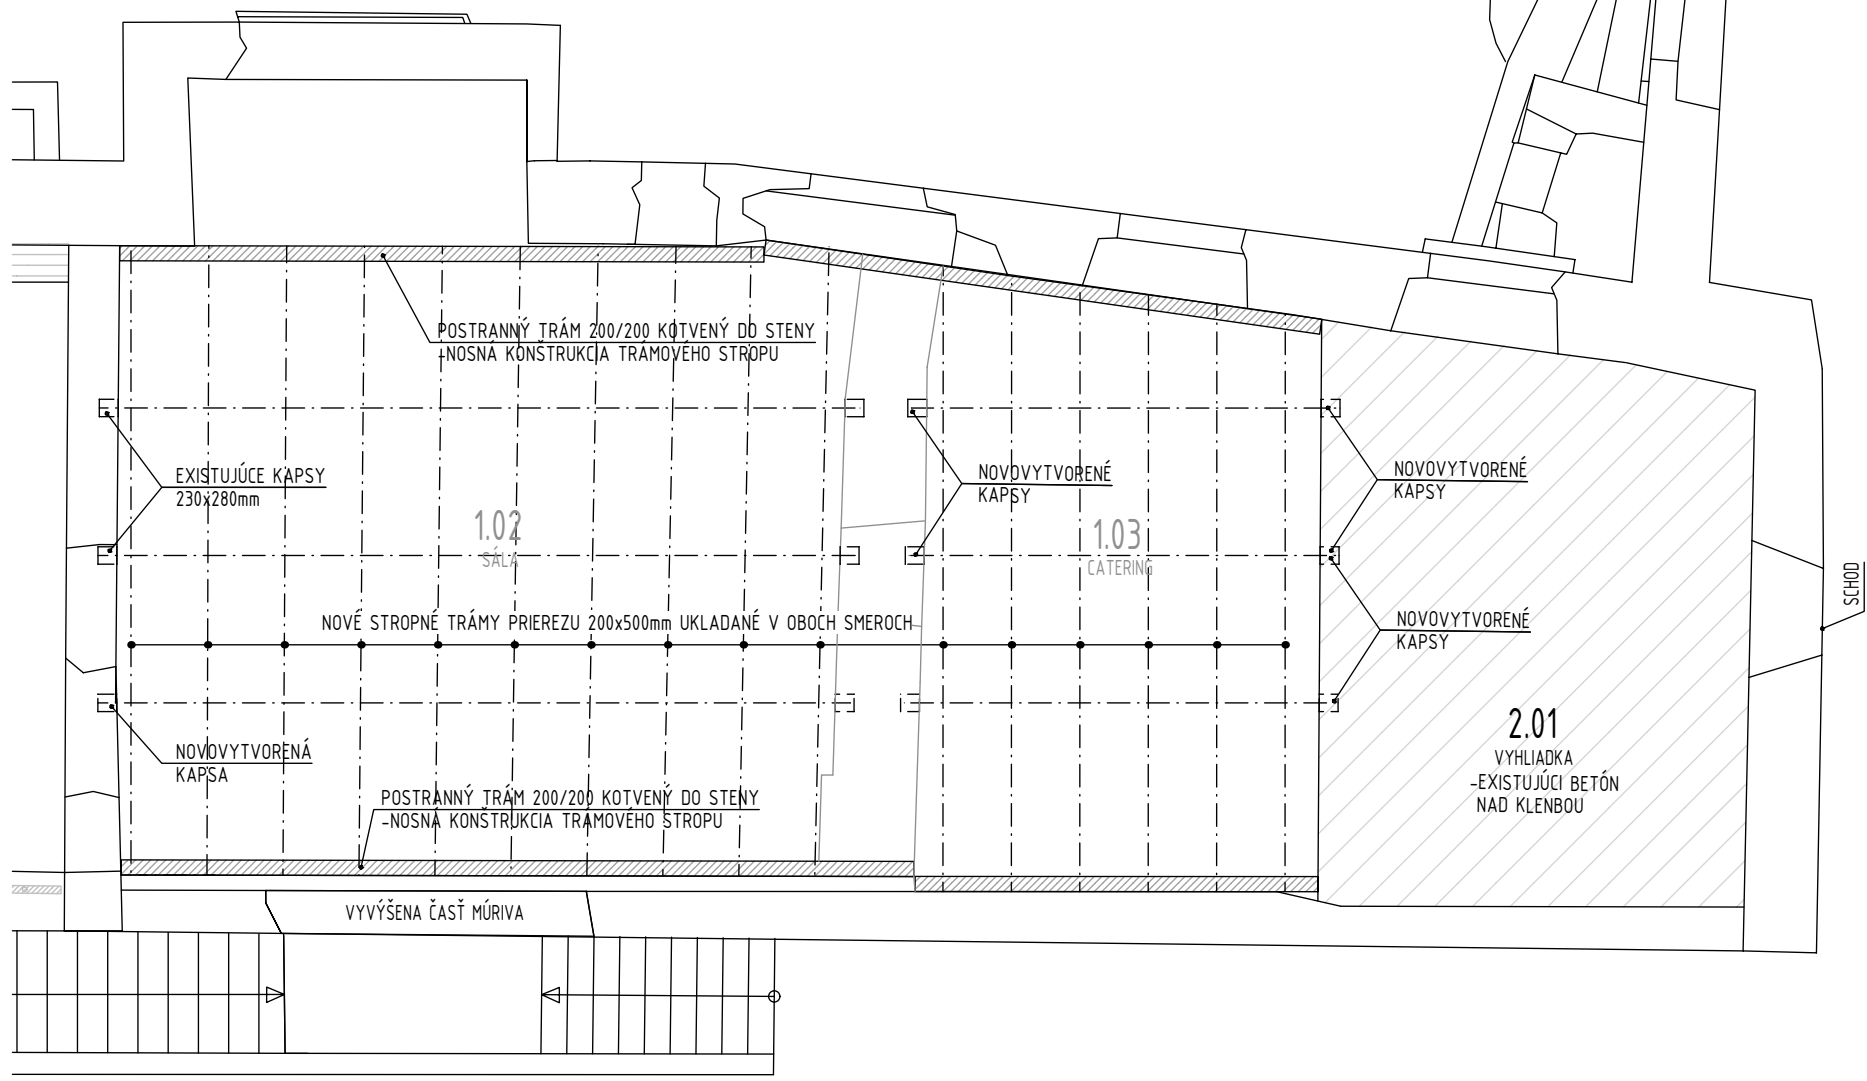 POSTRANNÝ TRÁM 200/200 KOTVENÝ DO STENY
-NOSNÁ KONŠTRUKCIA TRÁMOVÉHO STROPU
EXISTUJÚCE KAPSY
230x280mm
NOVOVYTVORENÉ
KAPSY
NOVOVYTVORENÉ
KAPSY
1.02
SÁLA
1.03
CATERING
NOVÉ STROPNÉ TRÁMY PRIEREZU 200x500mm UKLADANÉ V OBOCH SMEROCH
NOVOVYTVORENÉ
KAPSY
SCHOD
NOVOVYTVORENÁ
KAPSA
2.01
VYHLIADKA
-EXISTUJÚCI BETÓN
NAD KLENBOU
POSTRANNÝ TRÁM 200/200 KOTVENÝ DO STENY
-NOSNÁ KONŠTRUKCIA TRÁMOVÉHO STROPU
VYVÝŠENA ČASŤ MÚRIVA